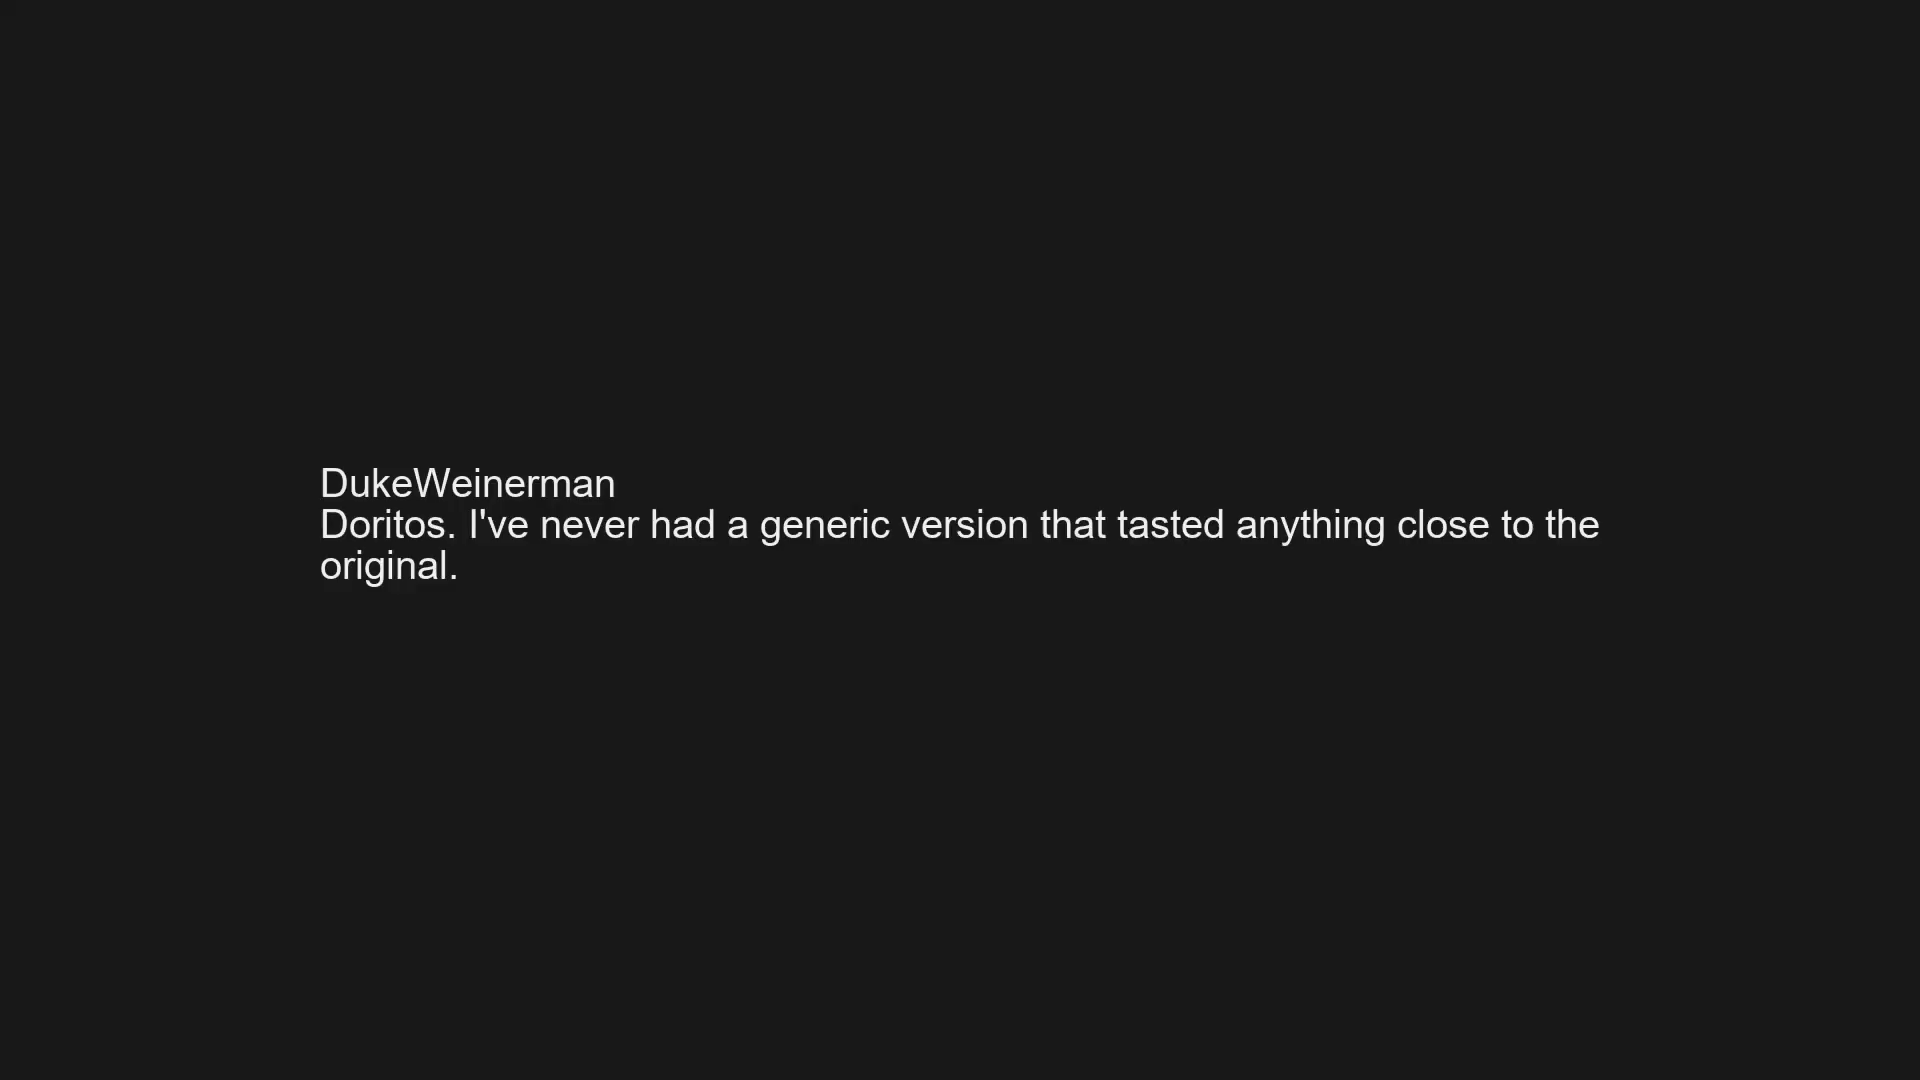 DukeWeinerman
Doritos. I've never had a generic version that tasted anything close to the
original.